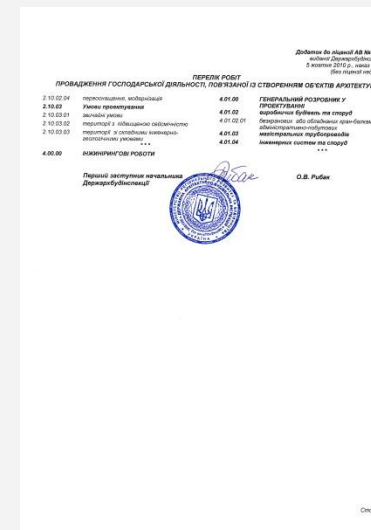 Додаток до ліцензії АВ №
видані Держархбудінс
5 жовтня 2010 р., наказ
(без ліцензії не
ПЕРЕЛІК РОБІТ
ПРОВАДЖЕННЯ ГОСПОДАРСЬКОЇ ДІЯЛЬНОСТІ, ПОВ'ЯЗАНОЇ ІЗ СТВОРЕННЯМ ОБ'ЄКТІВ АРХІТЕКТУ
2.10.02.04 переоснащення, модернізація
2.10.03 Умови проектування
2.10.03.01 звичайні умови
2.10.03.02 території з підвищеною сейсмічністю
2.10.03.03 території зі складними інженерно-
геологічними умовами
* * *
4.00.00 ІНЖИНІРИНГОВІ РОБОТИ
4.01.00 ГЕНЕРАЛЬНИЙ РОЗРОБНИК У
ПРОЕКТУВАННІ
4.01.02 виробничих будівель та споруд
4.01.02.01 безкранових або обладнаних кран-балкам
адміністративно-побутових
4.01.03 магістральних трубопроводів
4.01.04 інженерних систем та споруд
* * *
Перший заступник начальника
Держархбудінспекції
О.В. Рибак
УКРАЇНА
Сто